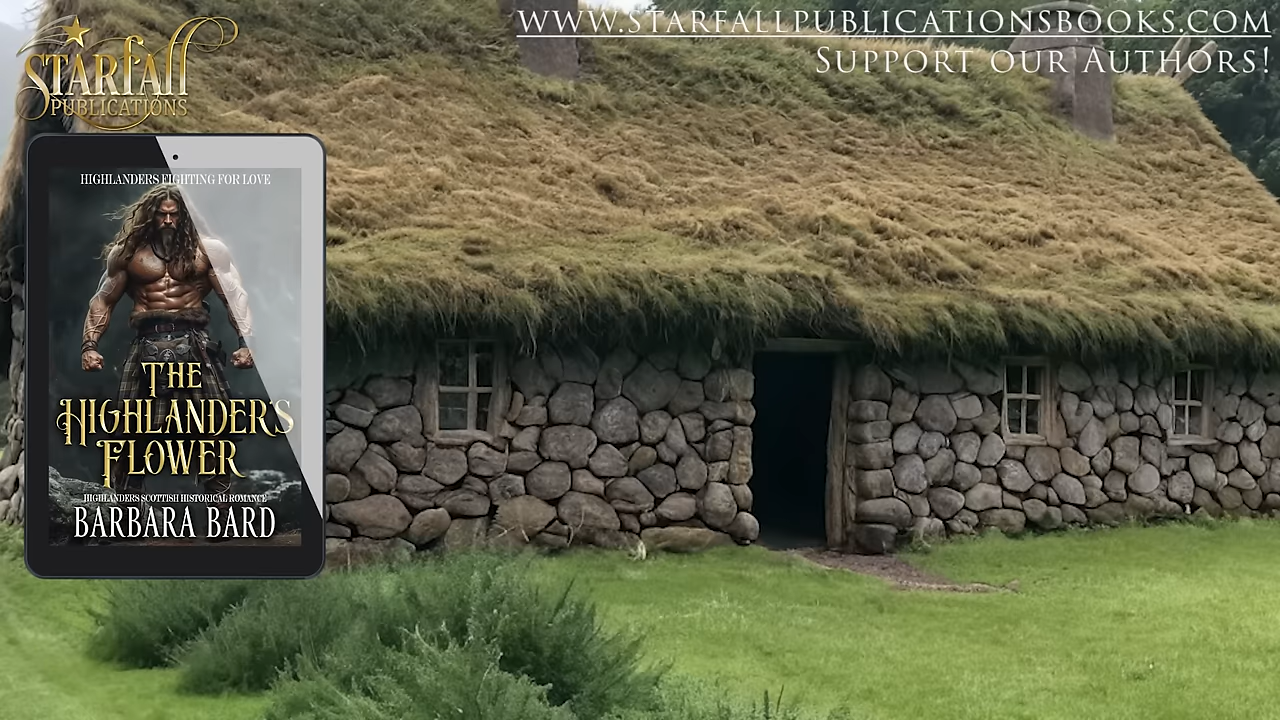 WWW.STARFALLPUBLICATIONSBOOKS.COM
SUPPORT OUR AUTHORS!
STARfall
PUBLICATIONS
HIGHLANDERS FIGHTING FOR LOVE
THE
HIGHLANDER'S
FLOWER
HIGHLANDERS SCOTTISH HISTORICAL ROMANCE
BARBARA BARD